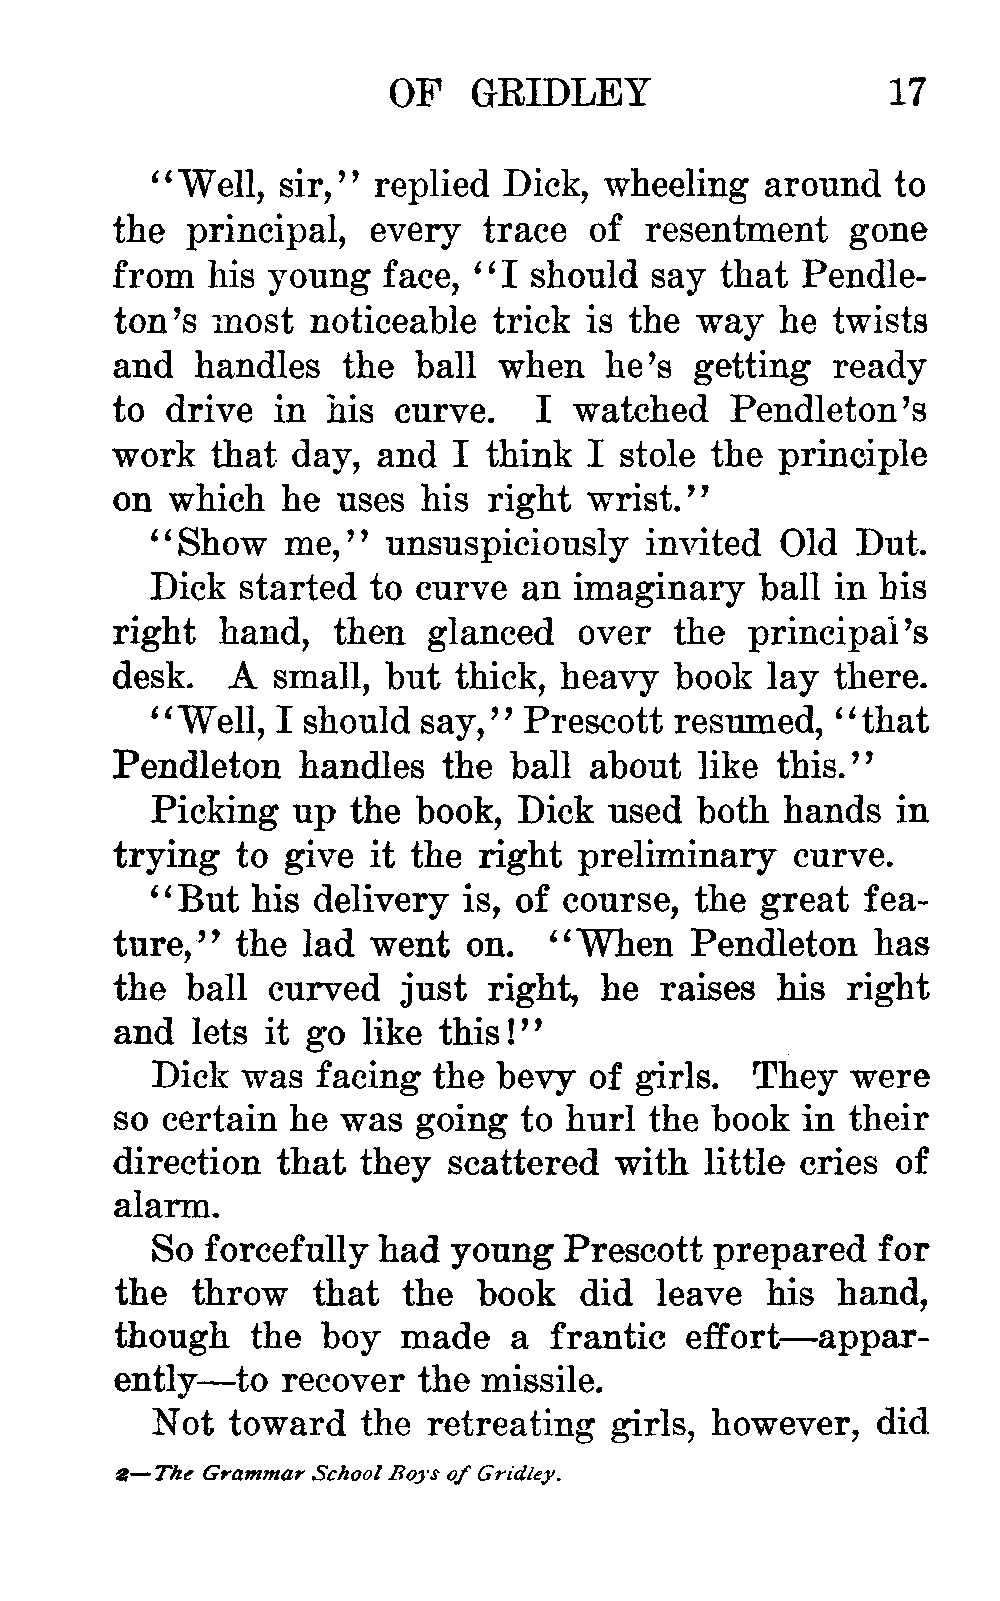 OF GRIDLEY 17
"Well, sir," replied Dick, wheeling around to
the principal, every trace of resentment gone
from his young face, "I should say that Pendle-
ton's most noticeable trick is the way he twists
and handles the ball when he's getting ready
to drive in his curve. I watched Pendleton's
work that day, and I think I stole the principle
on which he uses his right wrist."
"Show me," unsuspiciously invited Old Dut.
Dick started to curve an imaginary ball in his
right hand, then glanced over the principal's
desk. A small, but thick, heavy book lay there.
"Well, I should say," Prescott resumed, "that
Pendleton handles the ball about like this."
Picking up the book, Dick used both hands in
trying to give it the right preliminary curve.
"But his delivery is, of course, the great fea-
ture," the lad went on. "When Pendleton has
the ball curved just right, he raises his right
and lets it go like this!"
Dick was facing the bevy of girls. They were
so certain he was going to hurl the book in their
direction that they scattered with little cries of
alarm.
So forcefully had young Prescott prepared for
the throw that the book did leave his hand,
though the boy made a frantic effort—appar-
ently—to recover the missile.
Not toward the retreating girls, however, did
2—The Grammar School Boys of Gridley.